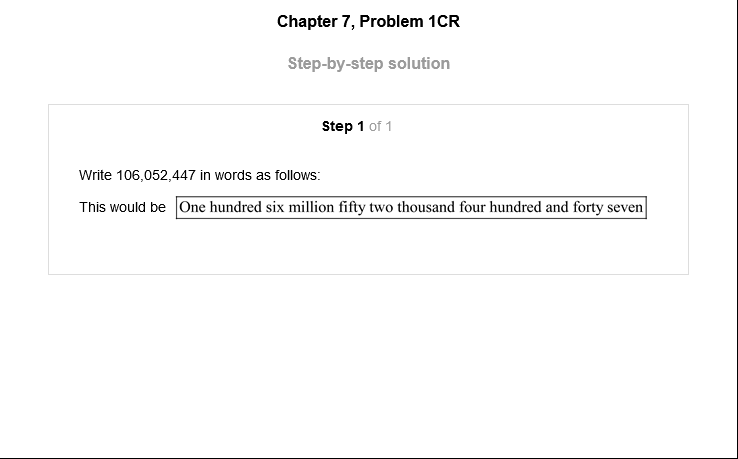 Chapter 7, Problem 1CR
Step-by-step solution
Step 1 of 1
Write 106,052,447 in words as follows:
This would be One hundred six million fifty two thousand four hundred and forty seven